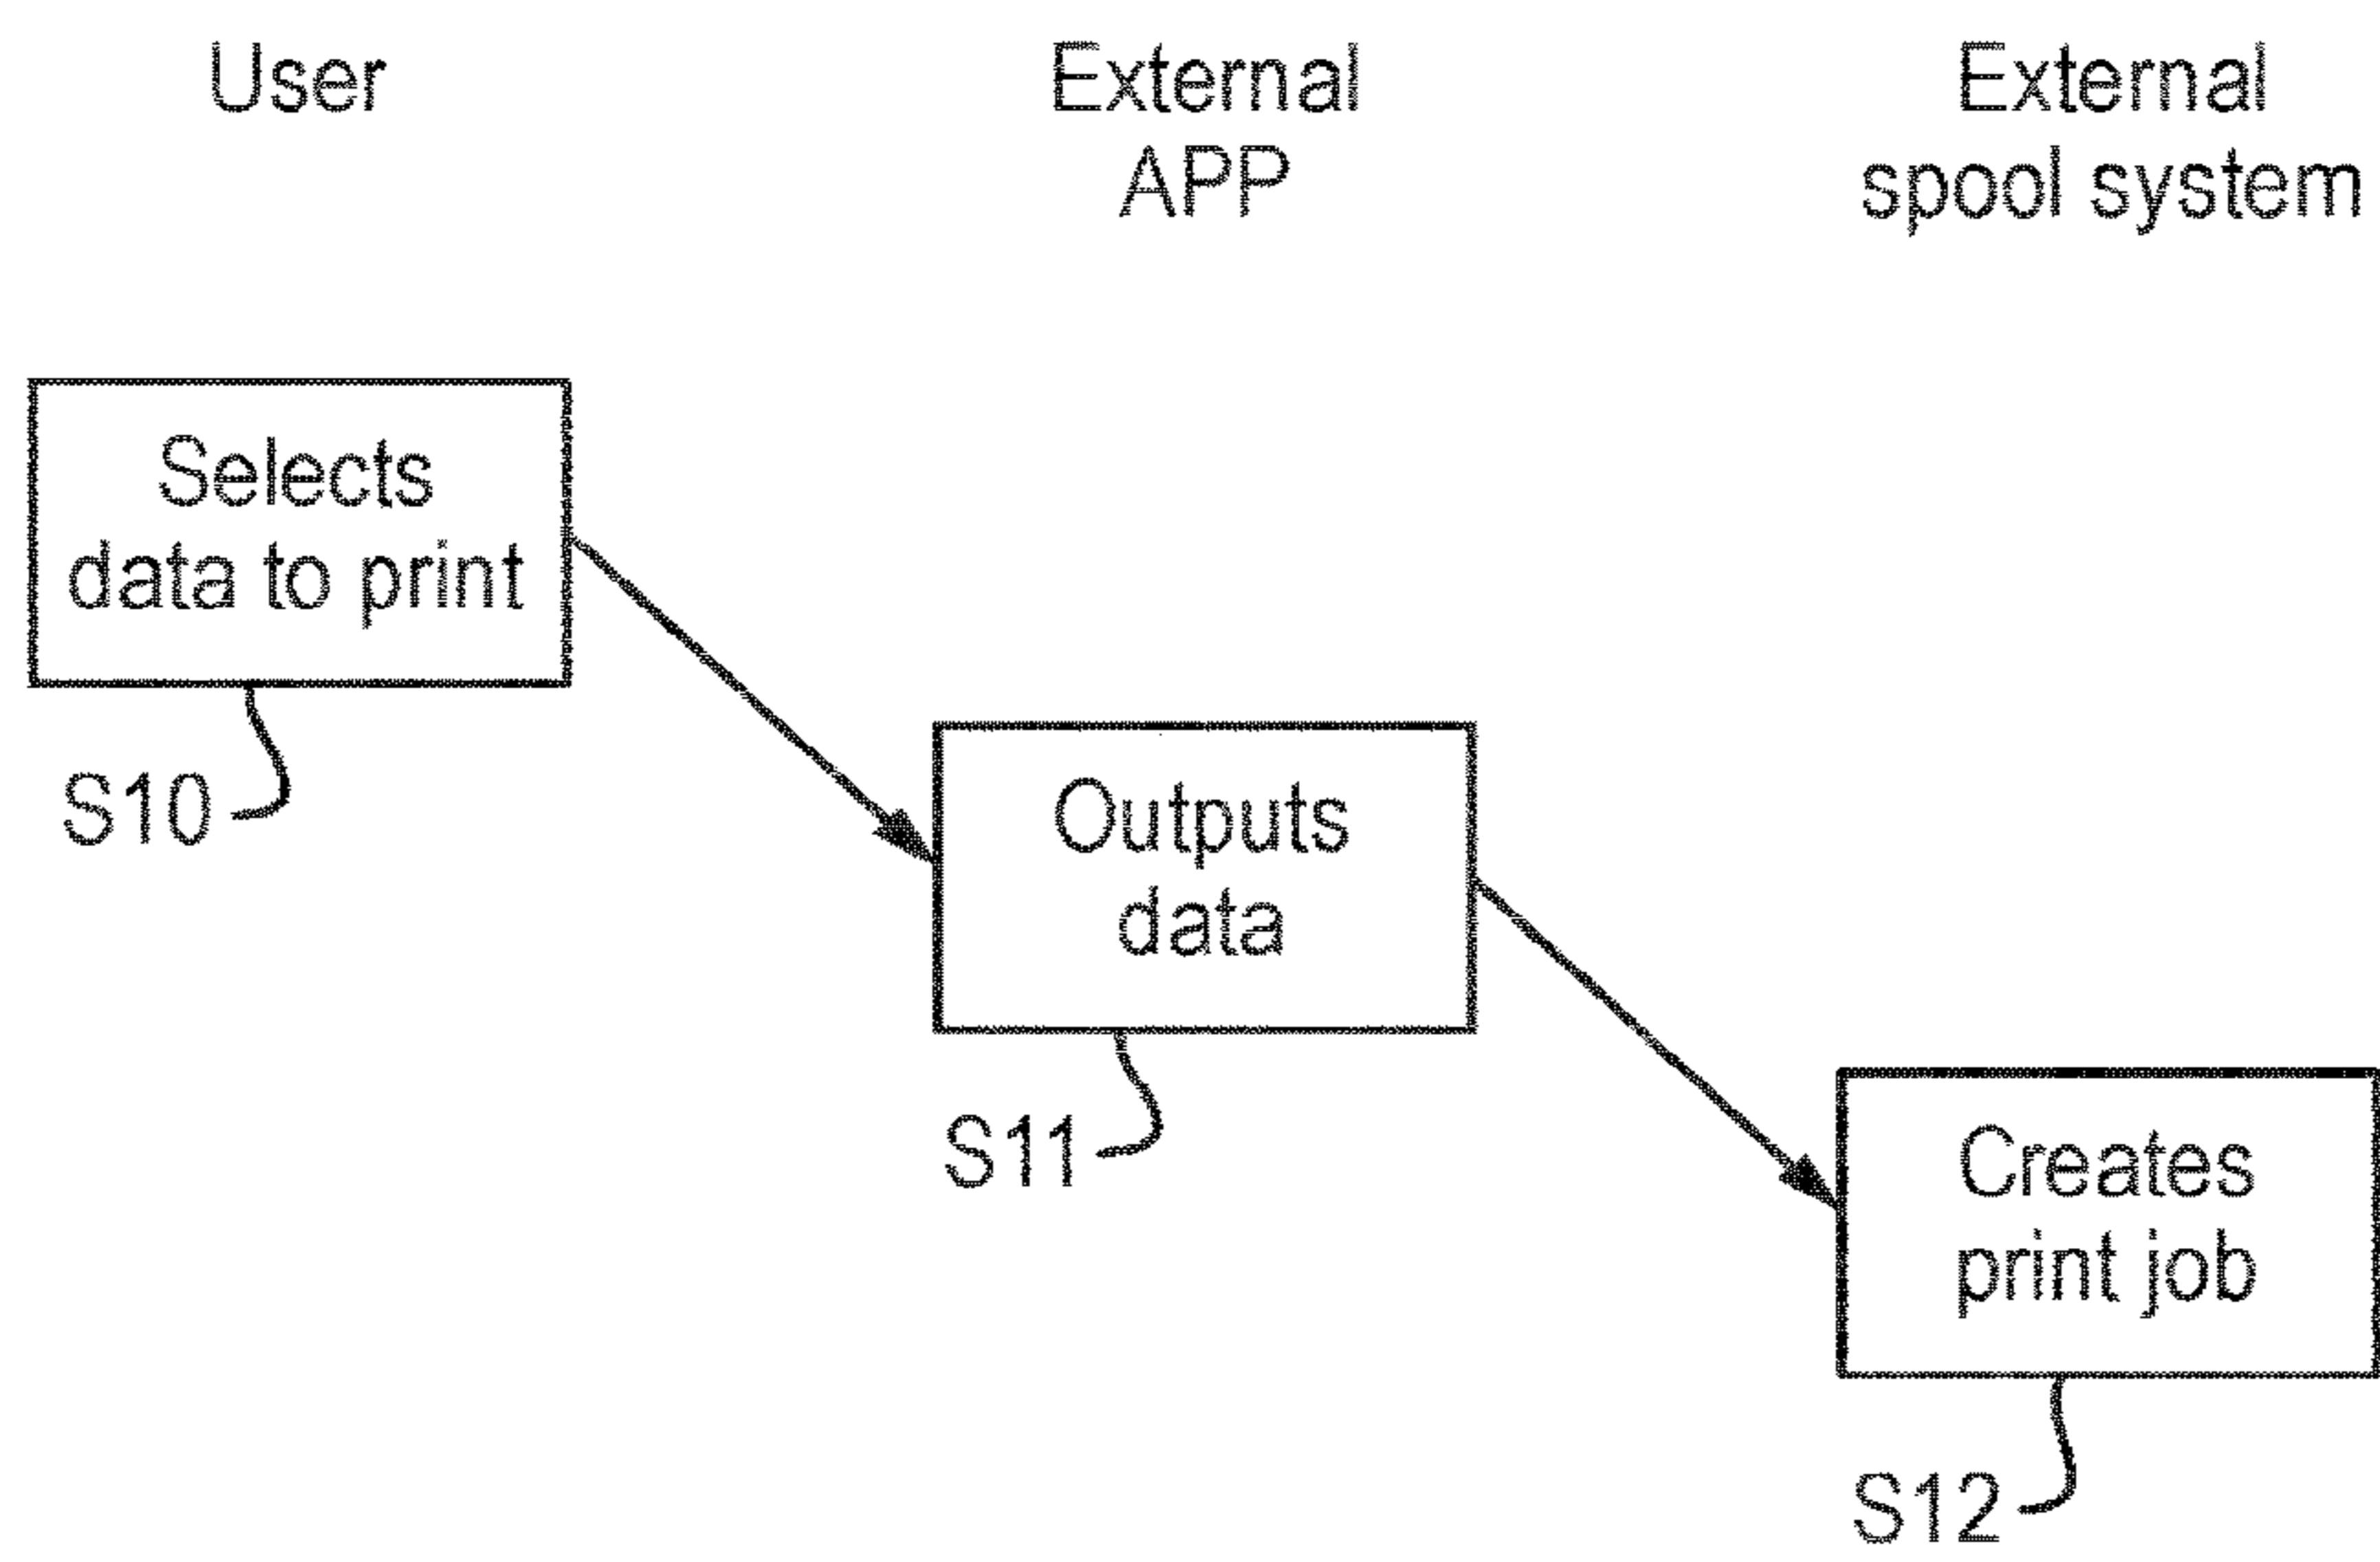 User
External
APP
External
spool system
Selects
data to print
S10
Outputs
data
S11
Creates
print job
S12